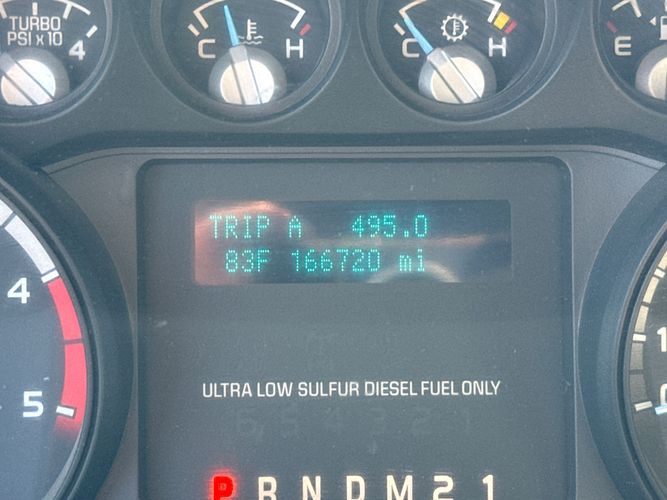 TURBO
PSI x 10
4
C H
C H
E
TRIP A 495.0
83F 166720 mi
4
5
ULTRA LOW SULFUR DIESEL FUEL ONLY
P R N D M 2 1